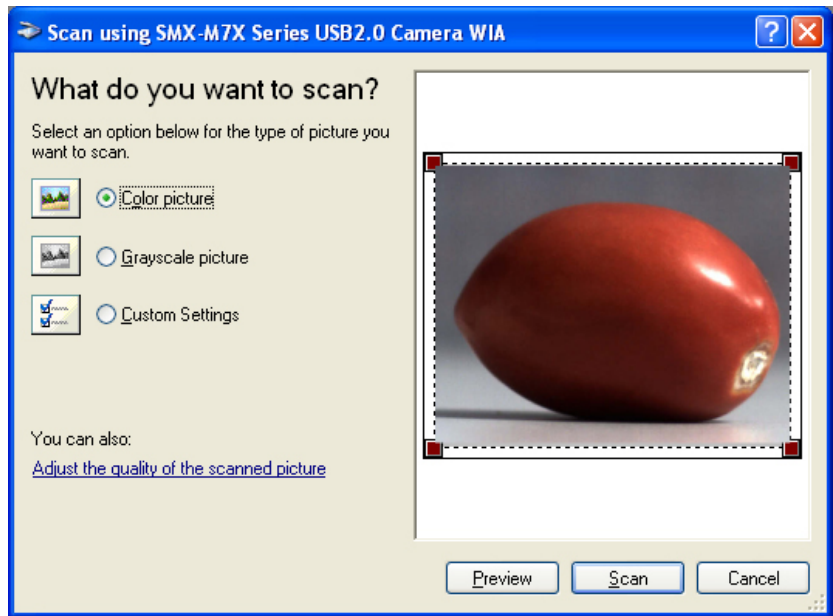 Scan using SMX-M7X Series USB2.0 Camera WIA
What do you want to scan?
Select an option below for the type of picture you
want to scan.
Color picture
Grayscale picture
Custom Settings
You can also:
Adjust the quality of the scanned picture
Preview Scan Cancel